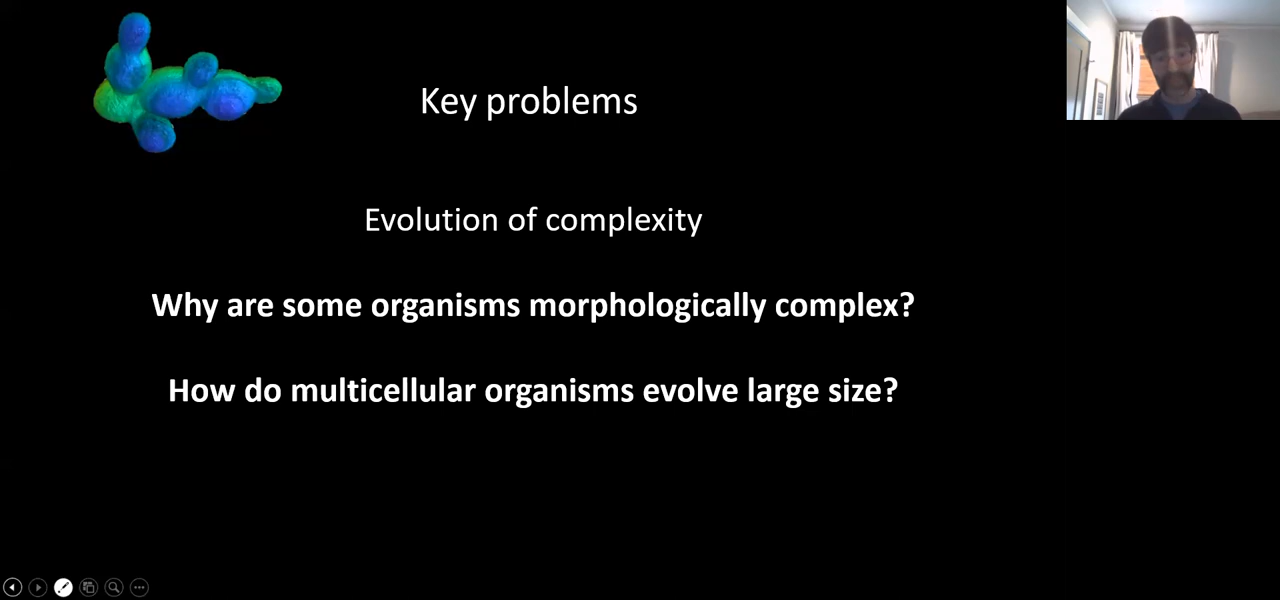 Key problems
Evolution of complexity
Why are some organisms morphologically complex?
How do multicellular organisms evolve large size?